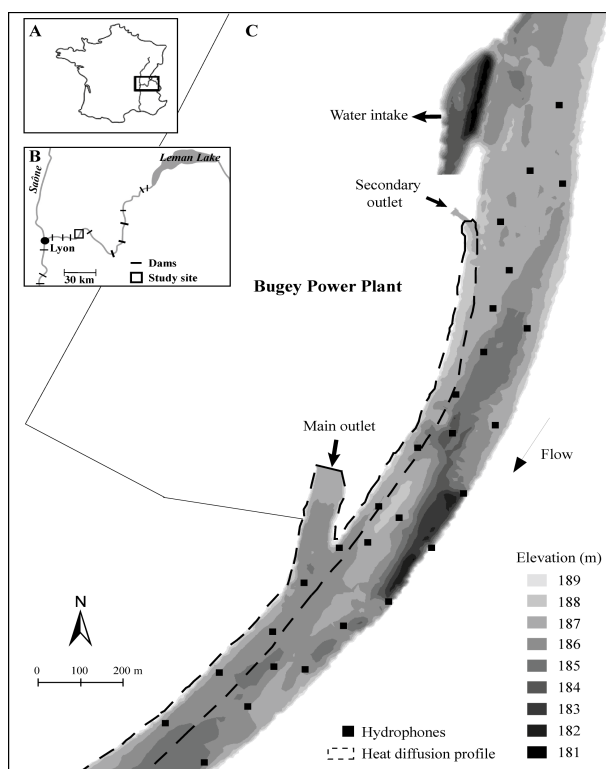 A
C
Water intake
B
Leman Lake
Saône
Lyon
Dams
Study site
30 km
Secondary
outlet
Bugey Power Plant
Main outlet
Flow
N
0 100 200 m
Elevation (m)
189
188
187
186
185
184
183
182
181
Hydrophones
Heat diffusion profile